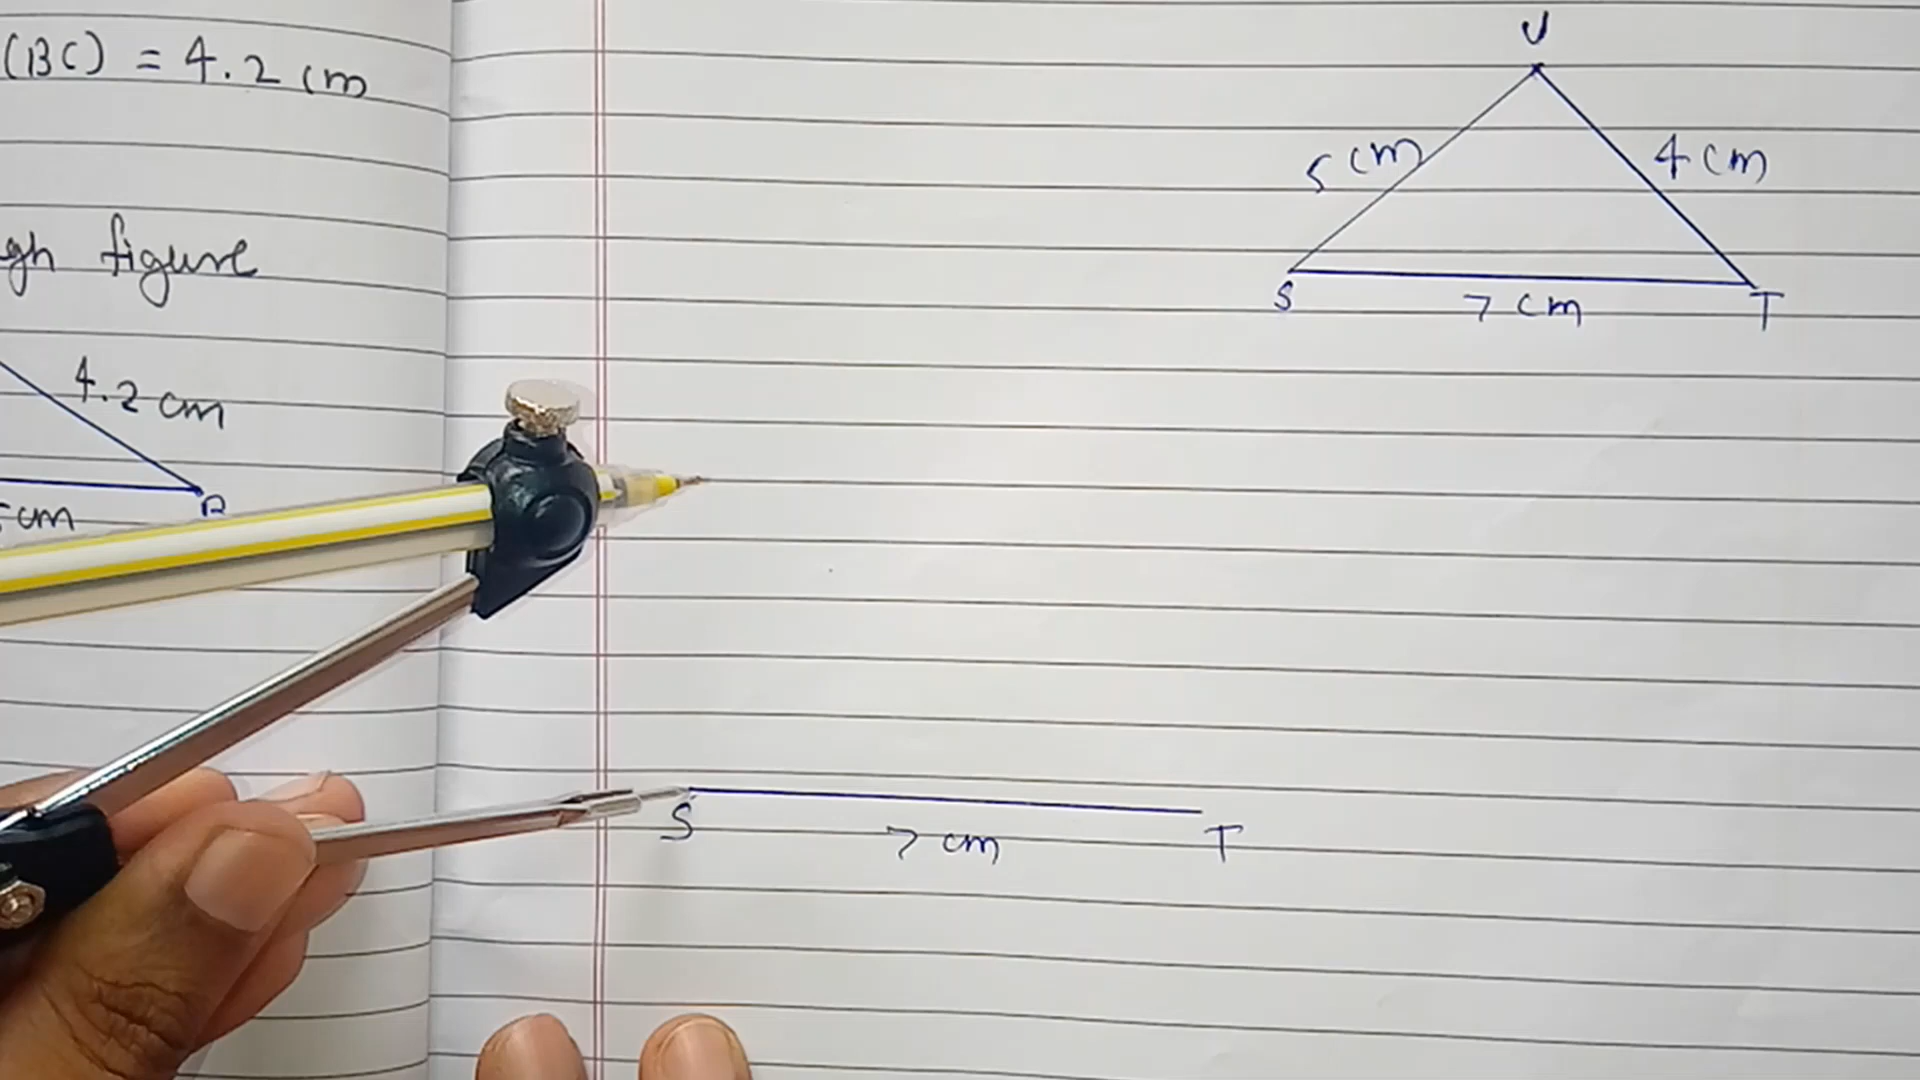 (BC) = 4.2 cm
gh figure
4.2 cm
cm
B
U
5 cm
4 cm
S
7 cm
T
S
7 cm
T